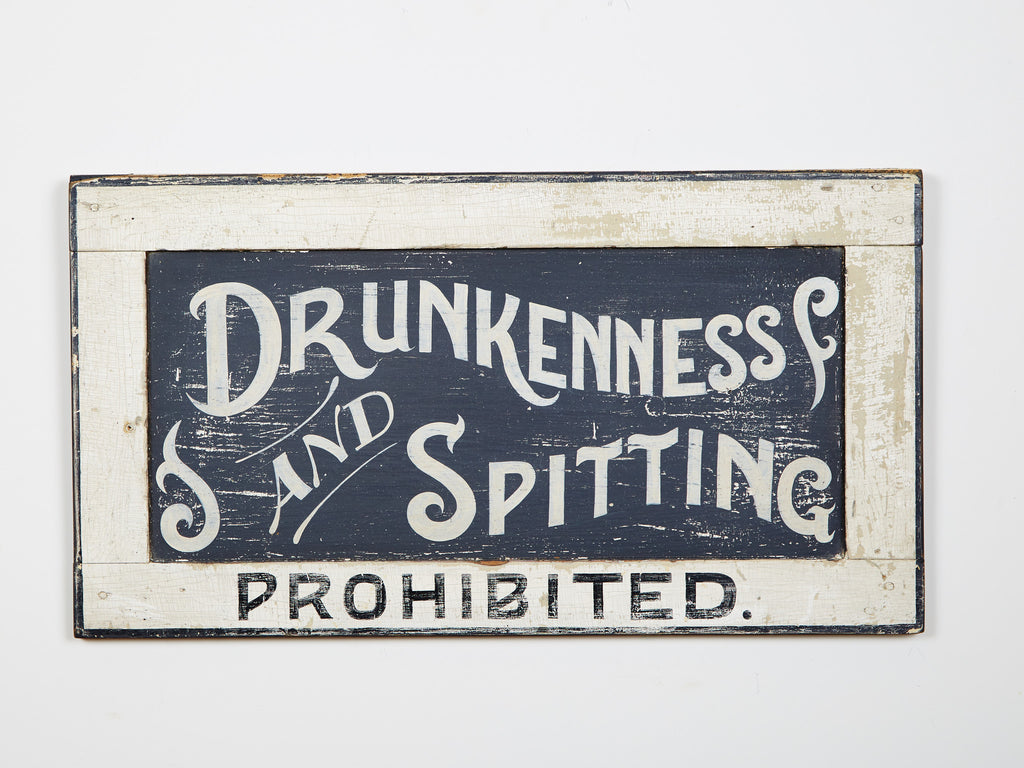 DRUNKENNESS
AND
SPITTING
PROHIBITED.